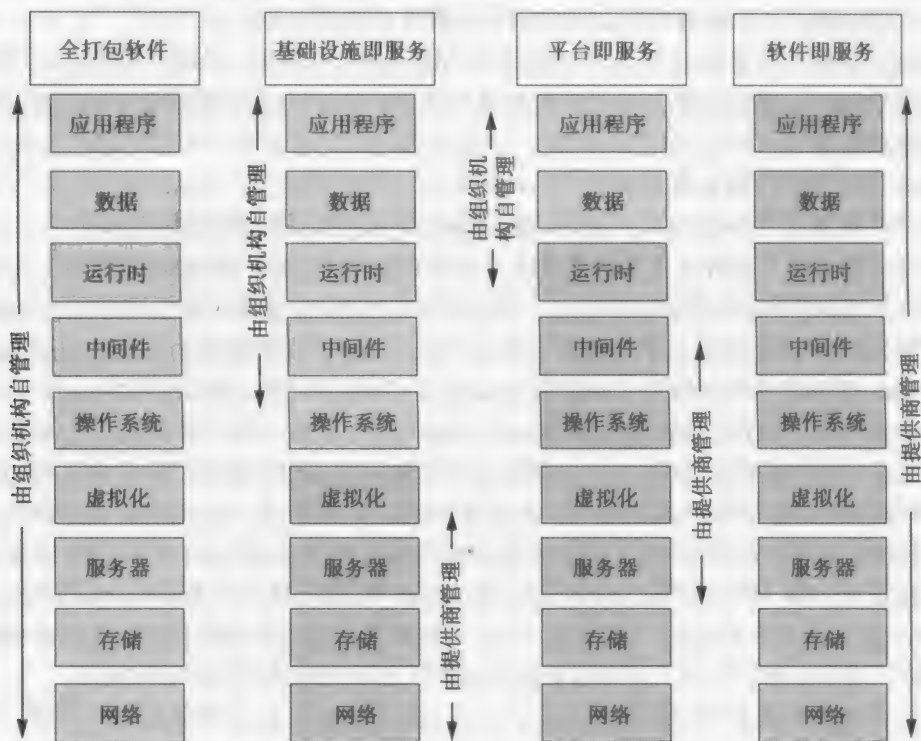 全打包软件
基础设施即服务
平台即服务
软件即服务
应用程序
数据
运行时
中间件
操作系统
虚拟化
服务器
存储
网络
由组织机构自管理
应用程序
数据
运行时
中间件
操作系统
虚拟化
服务器
存储
网络
由组织机构自管理
由提供商管理
应用程序
数据
运行时
中间件
操作系统
虚拟化
服务器
存储
网络
由组织机
构自管理
由提供商管理
应用程序
数据
运行时
中间件
操作系统
虚拟化
服务器
存储
网络
由提供商管理